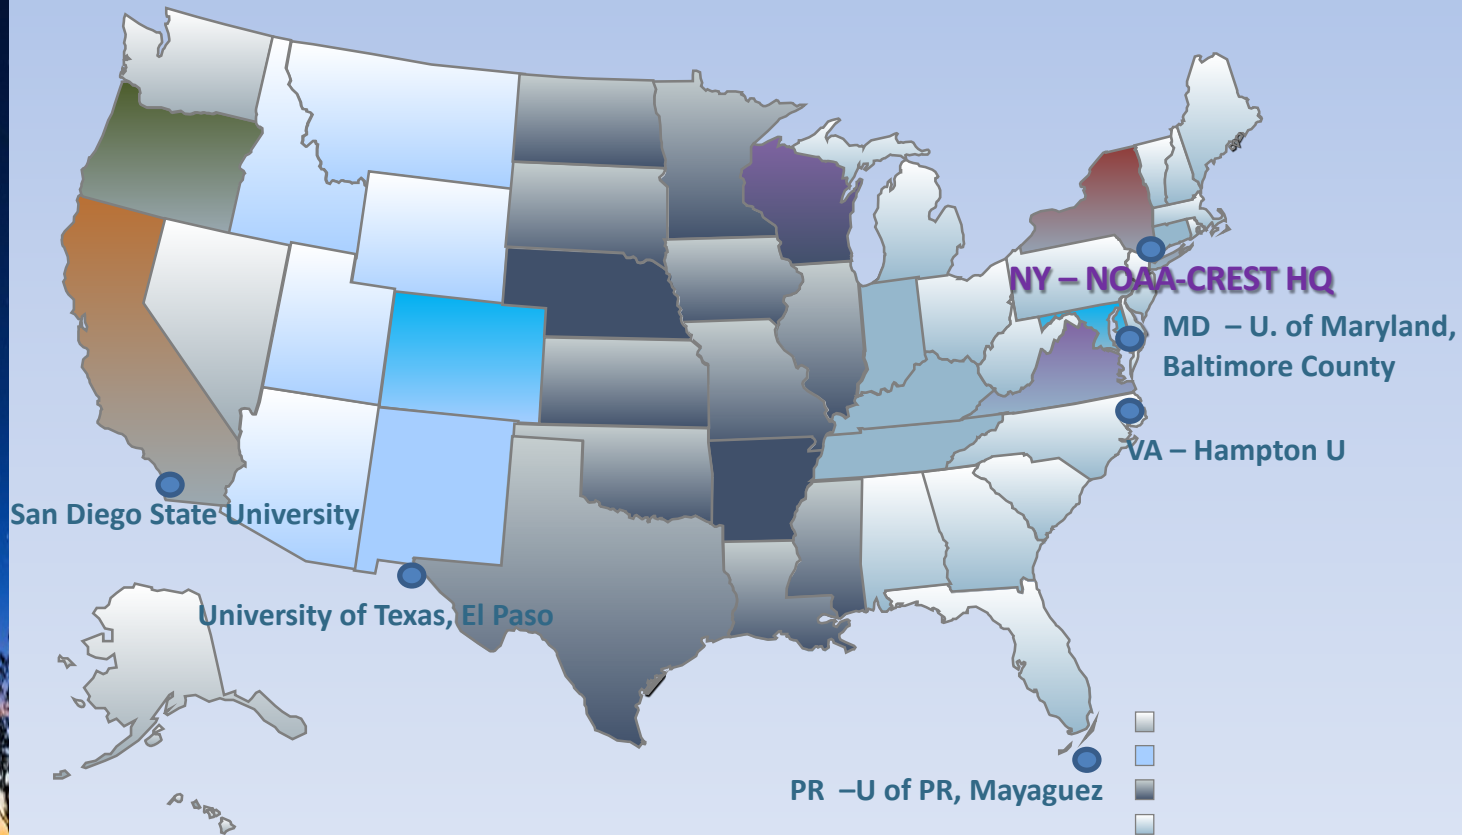 NY – NOAA-CREST HQ
MD – U. of Maryland,
Baltimore County
VA – Hampton U
San Diego State University
University of Texas, El Paso
PR –U of PR, Mayaguez